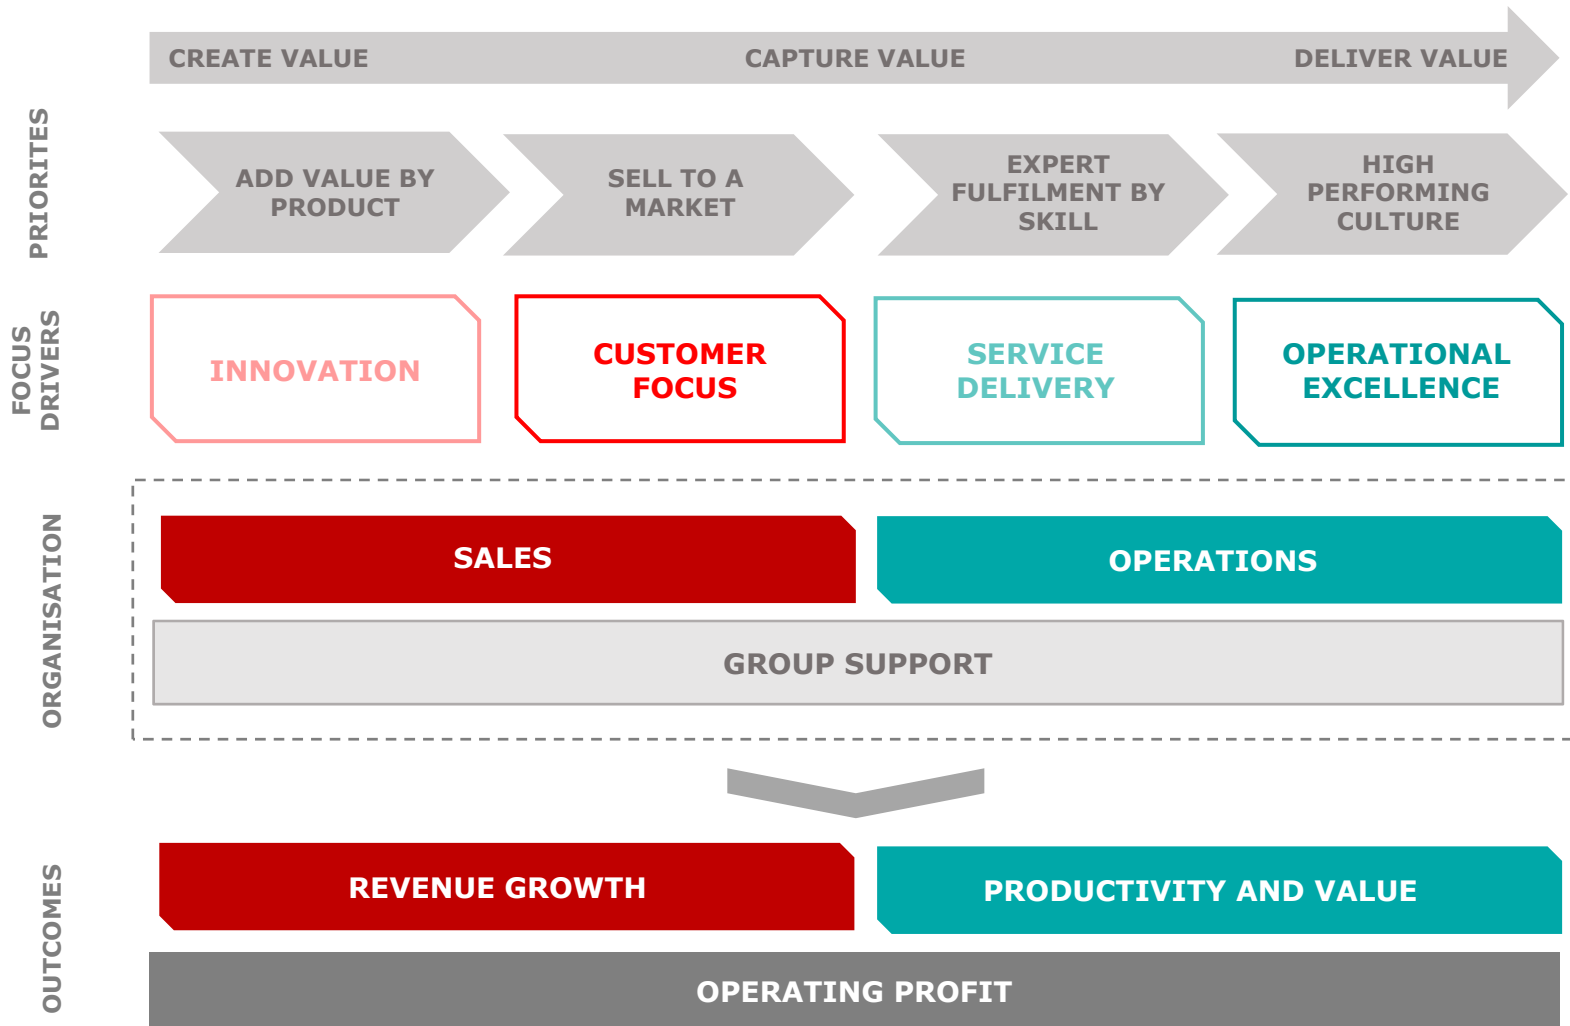 CREATE VALUE
CAPTURE VALUE
DELIVER VALUE
PRIORITES
ADD VALUE BY
PRODUCT
SELL TO A
MARKET
EXPERT
FULFILMENT BY
SKILL
HIGH
PERFORMING
CULTURE
FOCUS
DRIVERS
INNOVATION
CUSTOMER
FOCUS
SERVICE
DELIVERY
OPERATIONAL
EXCELLENCE
ORGANISATION
SALES
OPERATIONS
GROUP SUPPORT
OUTCOMES
REVENUE GROWTH
PRODUCTIVITY AND VALUE
OPERATING PROFIT